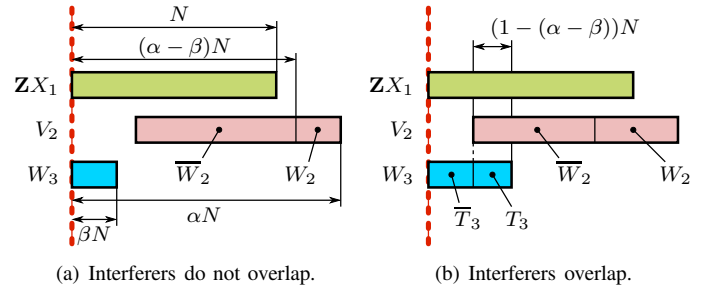 N
(α − β)N
ZX₁
V₂
W̅₂
W₂
W₃
αN
βN
(a) Interferers do not overlap.
(1 − (α − β))N
ZX₁
V₂
W̅₂
W₂
W₃
T̅₃
T₃
(b) Interferers overlap.